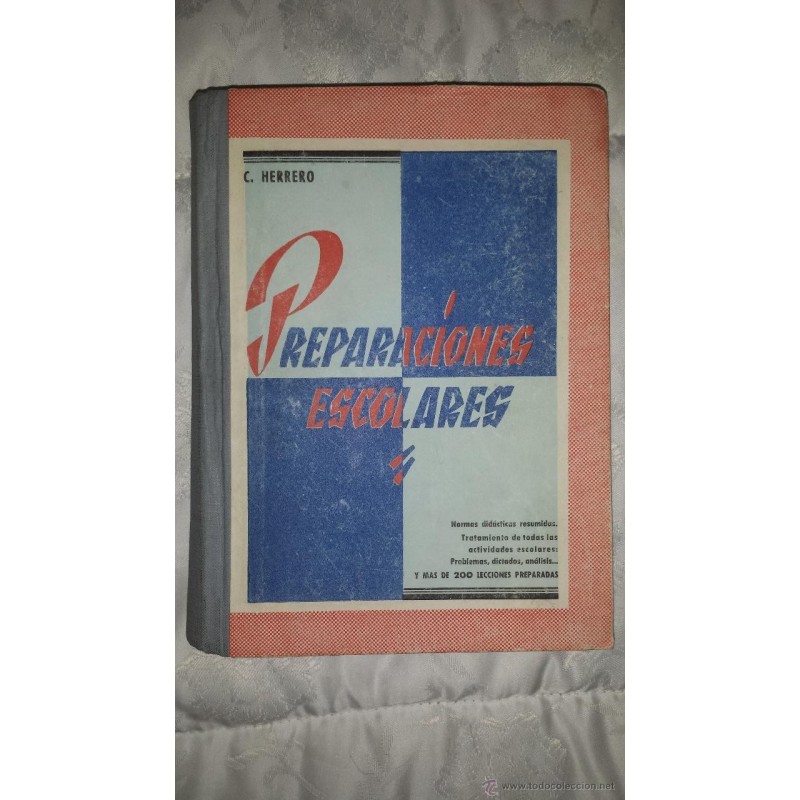 C. HERRERO
PREPARACIONES
ESCOLARES
Normas didácticas resumidas.
Tratamiento de todas las
actividades escolares:
Problemas, dictados, análisis...
Y MAS DE 200 LECCIONES PREPARADAS
www.todocoleccion.net